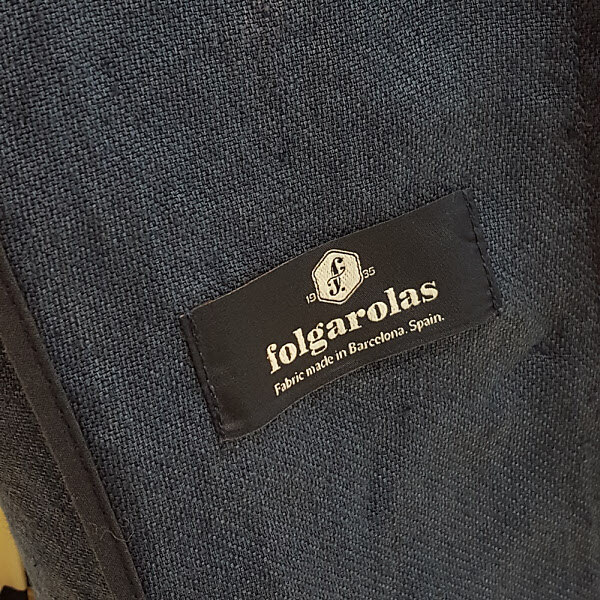 f. y.
19 35
folgarolas
Fabric made in Barcelona. Spain.